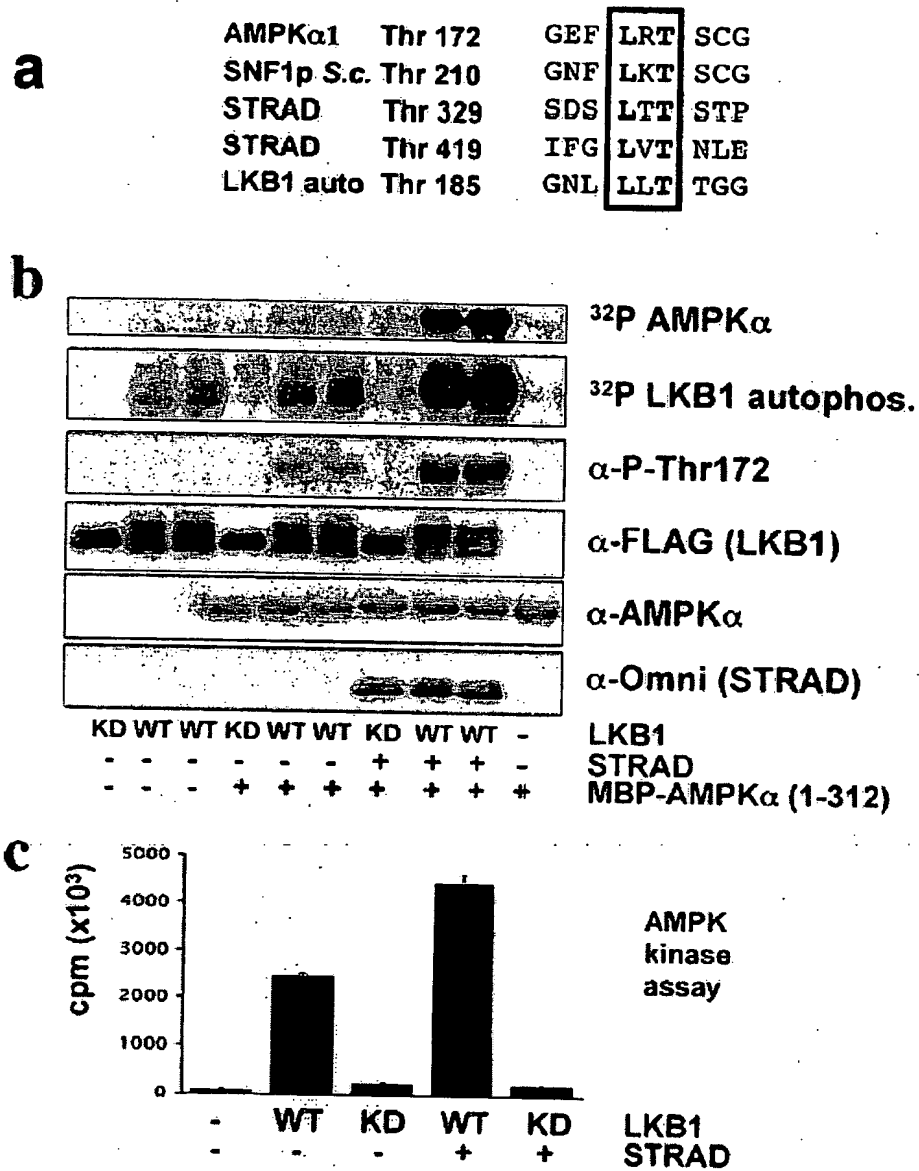 a
AMPKα1 Thr 172 GEF LRT SCG
SNF1p S.c. Thr 210 GNF LKT SCG
STRAD Thr 329 SDS LTT STP
STRAD Thr 419 IFG LVT NLE
LKB1 auto Thr 185 GNL LLT TGG
b
³²P AMPKα
³²P LKB1 autophos.
α-P-Thr172
α-FLAG (LKB1)
α-AMPKα
α-Omni (STRAD)
KD WT WT KD WT WT KD WT WT - LKB1
- - - - - - + + + - STRAD
- - - + + + + + + + MBP-AMPKα (1-312)
c
cpm (x10³)
5000
4000
3000
2000
1000
0
AMPK
kinase
assay
- WT KD WT KD LKB1
- - - + + STRAD